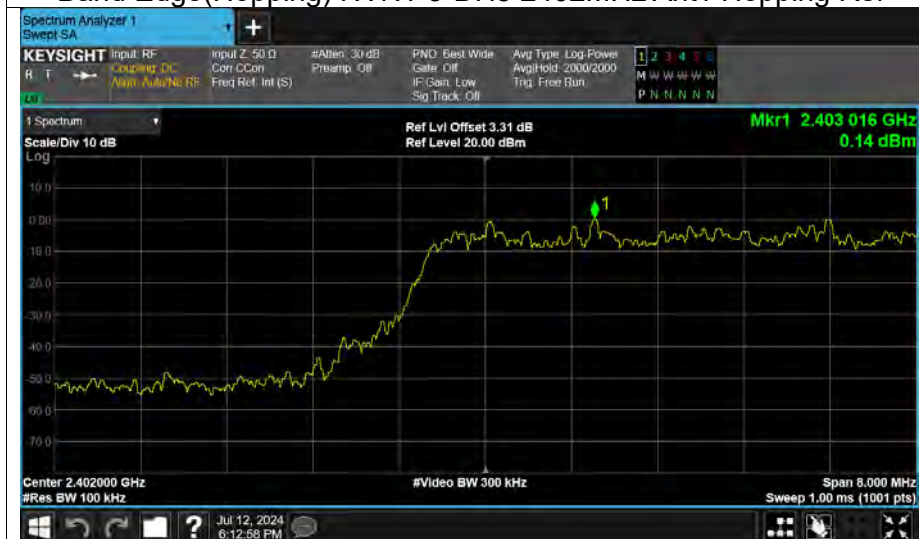 Spectrum Analyzer 1
Swept SA
KEYSIGHT Input: RF Input Z: 50 Ω #Atten: 30 dB PNO: Best Wide Avg Type: Log-Power 1 2 3 4 5 6
R T Coupling: DC Corr CCorr Preamp: Off Gate: Off Avg|Hold: 2000/2000 M W W W W W
Align: Auto/No RF Freq Ref: Int (S) IF Gain: Low Trig: Free Run
Sig Track: Off P N N N N N
1 Spectrum Ref Lvl Offset 3.31 dB Mkr1 2.403 016 GHz
Scale/Div 10 dB Ref Level 20.00 dBm 0.14 dBm
Log
10.0
0.00
1
-10.0
-20.0
-30.0
-40.0
-50.0
-60.0
-70.0
Center 2.402000 GHz #Video BW 300 kHz Span 8.000 MHz
#Res BW 100 kHz Sweep 1.00 ms (1001 pts)
? Jul 12, 2024
6:12:58 PM